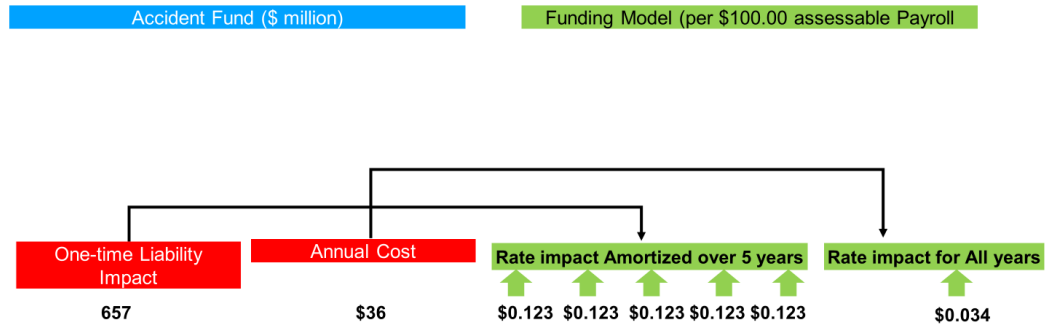 Accident Fund ($ million)
Funding Model (per $100.00 assessable Payroll
One-time Liability
Impact
Annual Cost
Rate impact Amortized over 5 years
Rate impact for All years
657
$36
$0.123 $0.123 $0.123 $0.123 $0.123
$0.034